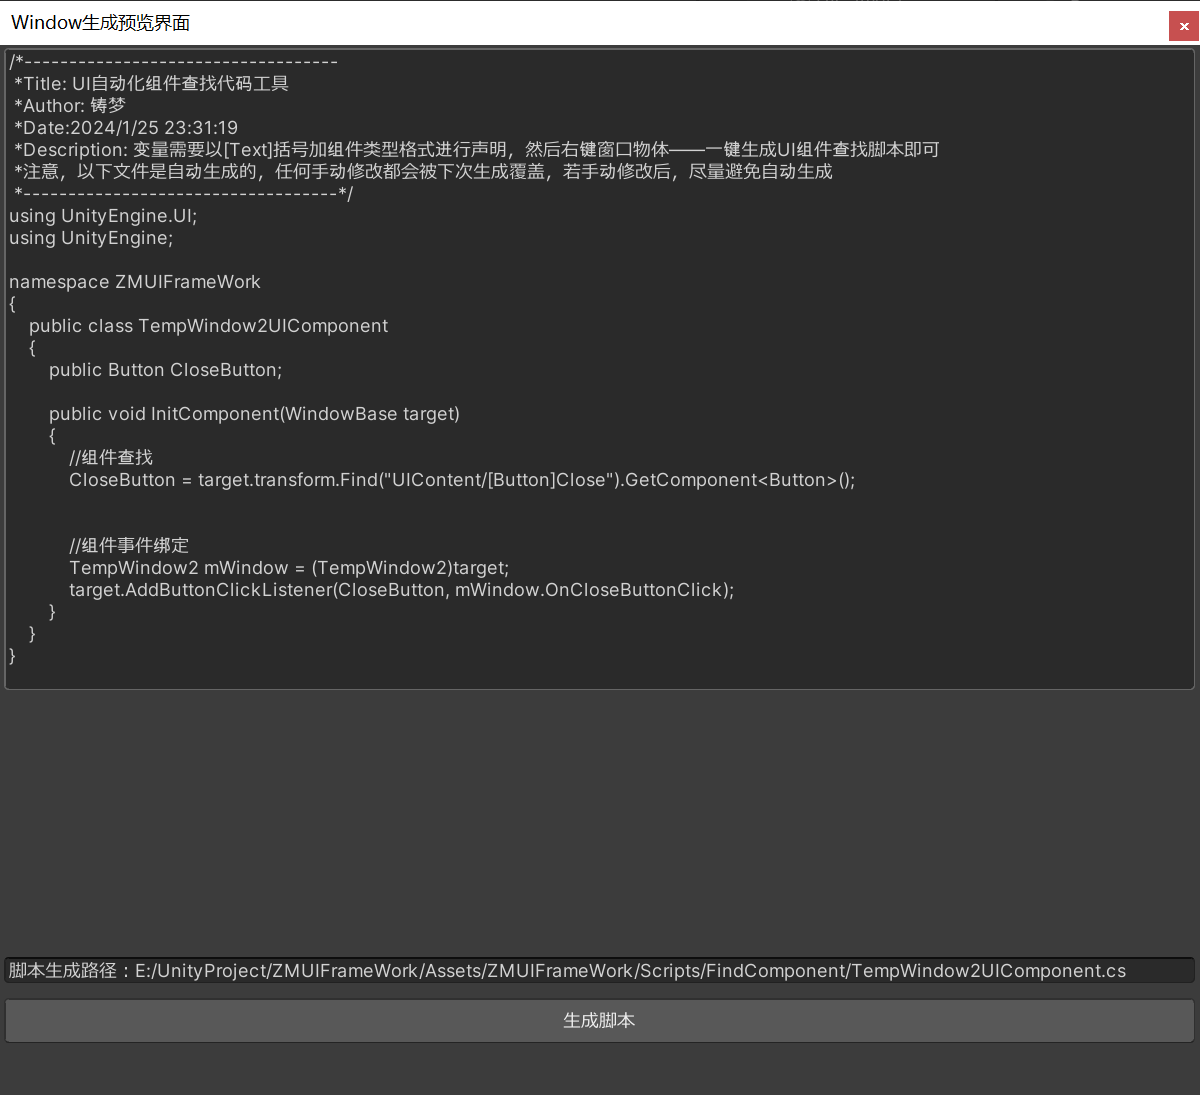 Window生成预览界面
/*----------------------------------
 *Title: UI自动化组件查找代码工具
 *Author: 铸梦
 *Date:2024/1/25 23:31:19
 *Description: 变量需要以[Text]括号加组件类型格式进行声明，然后右键窗口物体——一键生成UI组件查找脚本即可
 *注意，以下文件是自动生成的，任何手动修改都会被下次生成覆盖，若手动修改后，尽量避免自动生成
 *----------------------------------*/
using UnityEngine.UI;
using UnityEngine;
namespace ZMUIFrameWork
{
    public class TempWindow2UIComponent
    {
        public Button CloseButton;
        public void InitComponent(WindowBase target)
        {
            //组件查找
            CloseButton = target.transform.Find("UIContent/[Button]Close").GetComponent<Button>();
            //组件事件绑定
            TempWindow2 mWindow = (TempWindow2)target;
            target.AddButtonClickListener(CloseButton, mWindow.OnCloseButtonClick);
        }
    }
}
脚本生成路径：E:/UnityProject/ZMUIFrameWork/Assets/ZMUIFrameWork/Scripts/FindComponent/TempWindow2UIComponent.cs
生成脚本